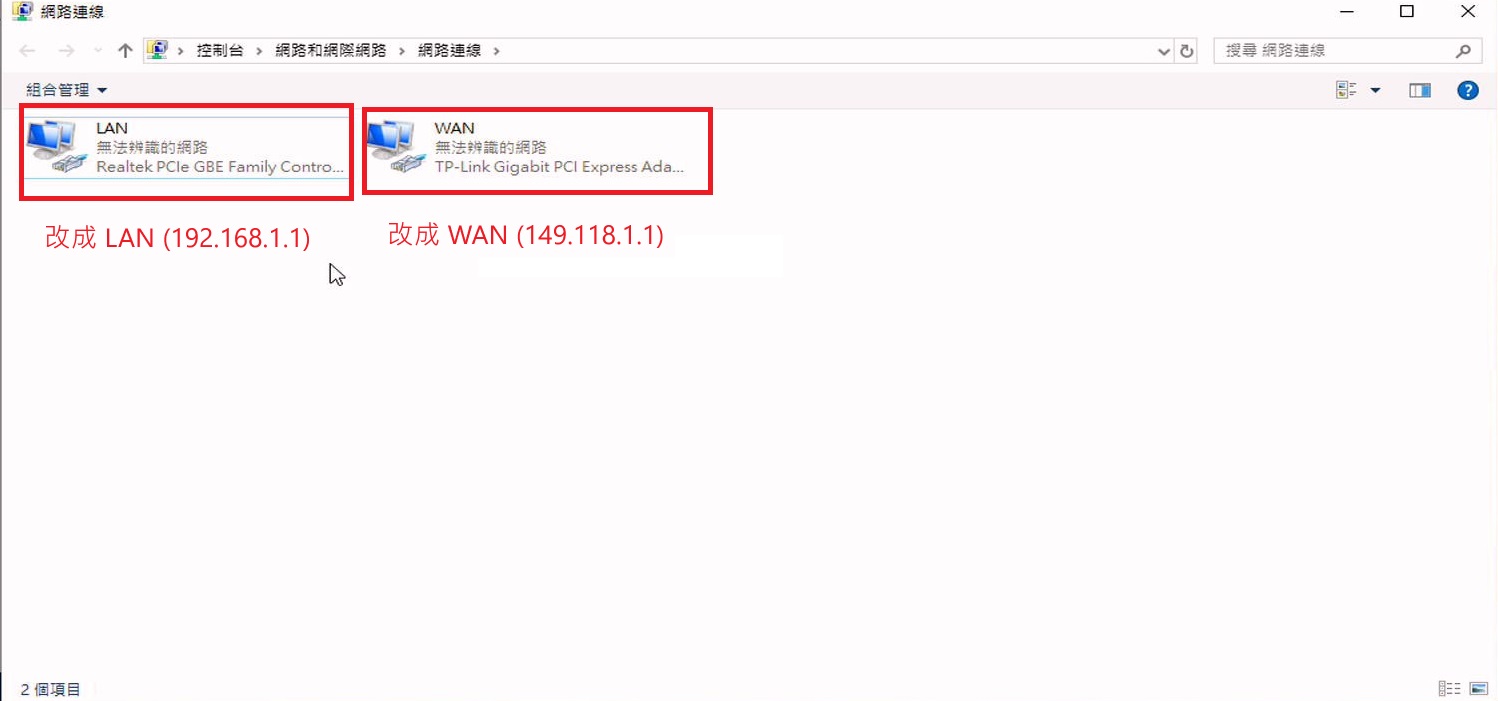 網路連線
控制台 > 網路和網際網路 > 網路連線 >
搜尋 網路連線
組合管理
LAN
無法辨識的網路
Realtek PCIe GBE Family Contro...
WAN
無法辨識的網路
TP-Link Gigabit PCI Express Ada...
改成 LAN (192.168.1.1)
改成 WAN (149.118.1.1)
2 個項目